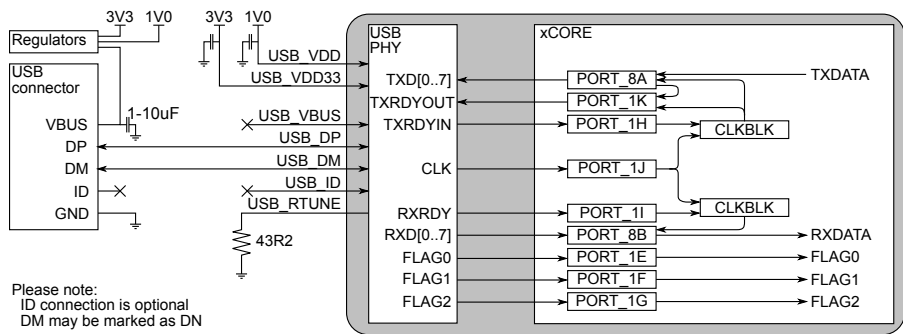 3V3
1V0
Regulators
USB
connector
VBUS
DP
DM
ID
GND
1-10uF
3V3
1V0
USB_VDD
USB_VDD33
USB_VBUS
USB_DP
USB_DM
USB_ID
USB_RTUNE
43R2
USB
PHY
TXD[0..7]
TXRDYOUT
TXRDYIN
CLK
RXRDY
RXD[0..7]
FLAG0
FLAG1
FLAG2
xCORE
PORT_8A
PORT_1K
PORT_1H
PORT_1J
PORT_1I
PORT_8B
PORT_1E
PORT_1F
PORT_1G
CLKBLK
CLKBLK
TXDATA
RXDATA
FLAG0
FLAG1
FLAG2
Please note:
ID connection is optional
DM may be marked as DN